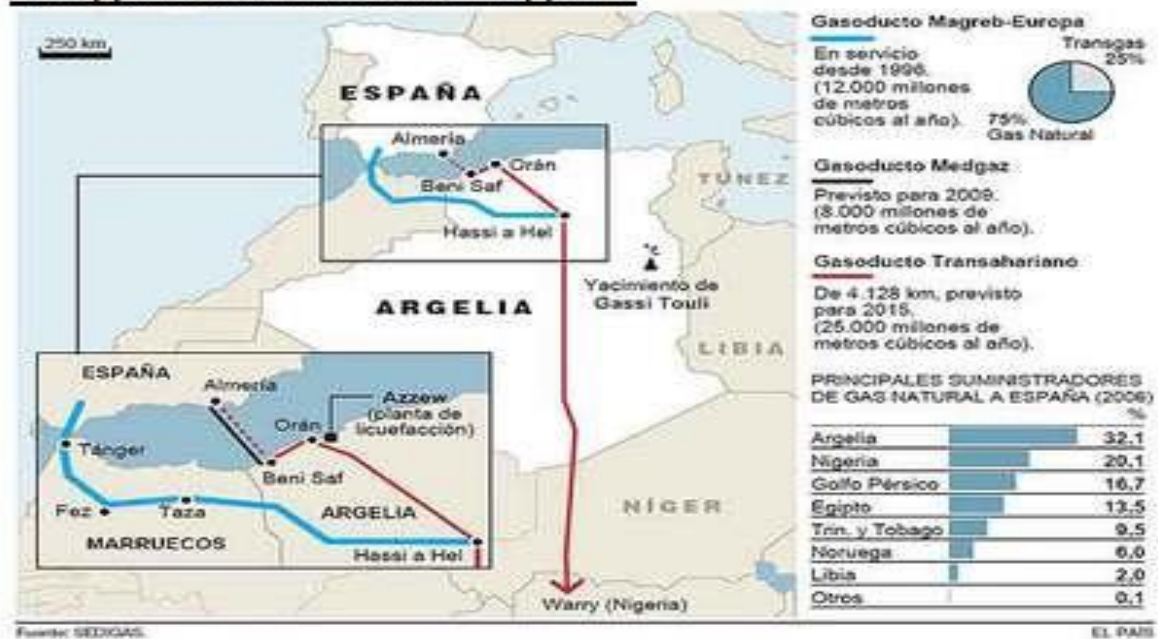 250 km
ESPAÑA
Almería
Orán
Beni Saf
Hassi a Hel
TÚNEZ
Yacimiento de
Gassi Touli
ARGELIA
LIBIA
NÍGER
Warry (Nigeria)
ESPAÑA
Almería
Azzew
(planta de
licuefacción)
Orán
Tánger
Beni Saf
Fez
Taza
ARGELIA
MARRUECOS
Hassi a Hel
Gasoducto Magreb-Europa
En servicio
desde 1996.
(12.000 millones
de metros
cúbicos al año).
Transgas
25%
75%
Gas Natural
Gasoducto Medgaz
Previsto para 2009.
(8.000 millones de
metros cúbicos al año).
Gasoducto Transahariano
De 4.128 km, previsto
para 2015.
(25.000 millones de
metros cúbicos al año).
PRINCIPALES SUMINISTRADORES
DE GAS NATURAL A ESPAÑA (2006)
%
Argelia 32,1
Nigeria 20,1
Golfo Pérsico 16,7
Egipto 13,5
Trin. y Tobago 9,5
Noruega 6,0
Libia 2,0
Otros 0,1
Fuente: SEDIGAS.
EL PAÍS